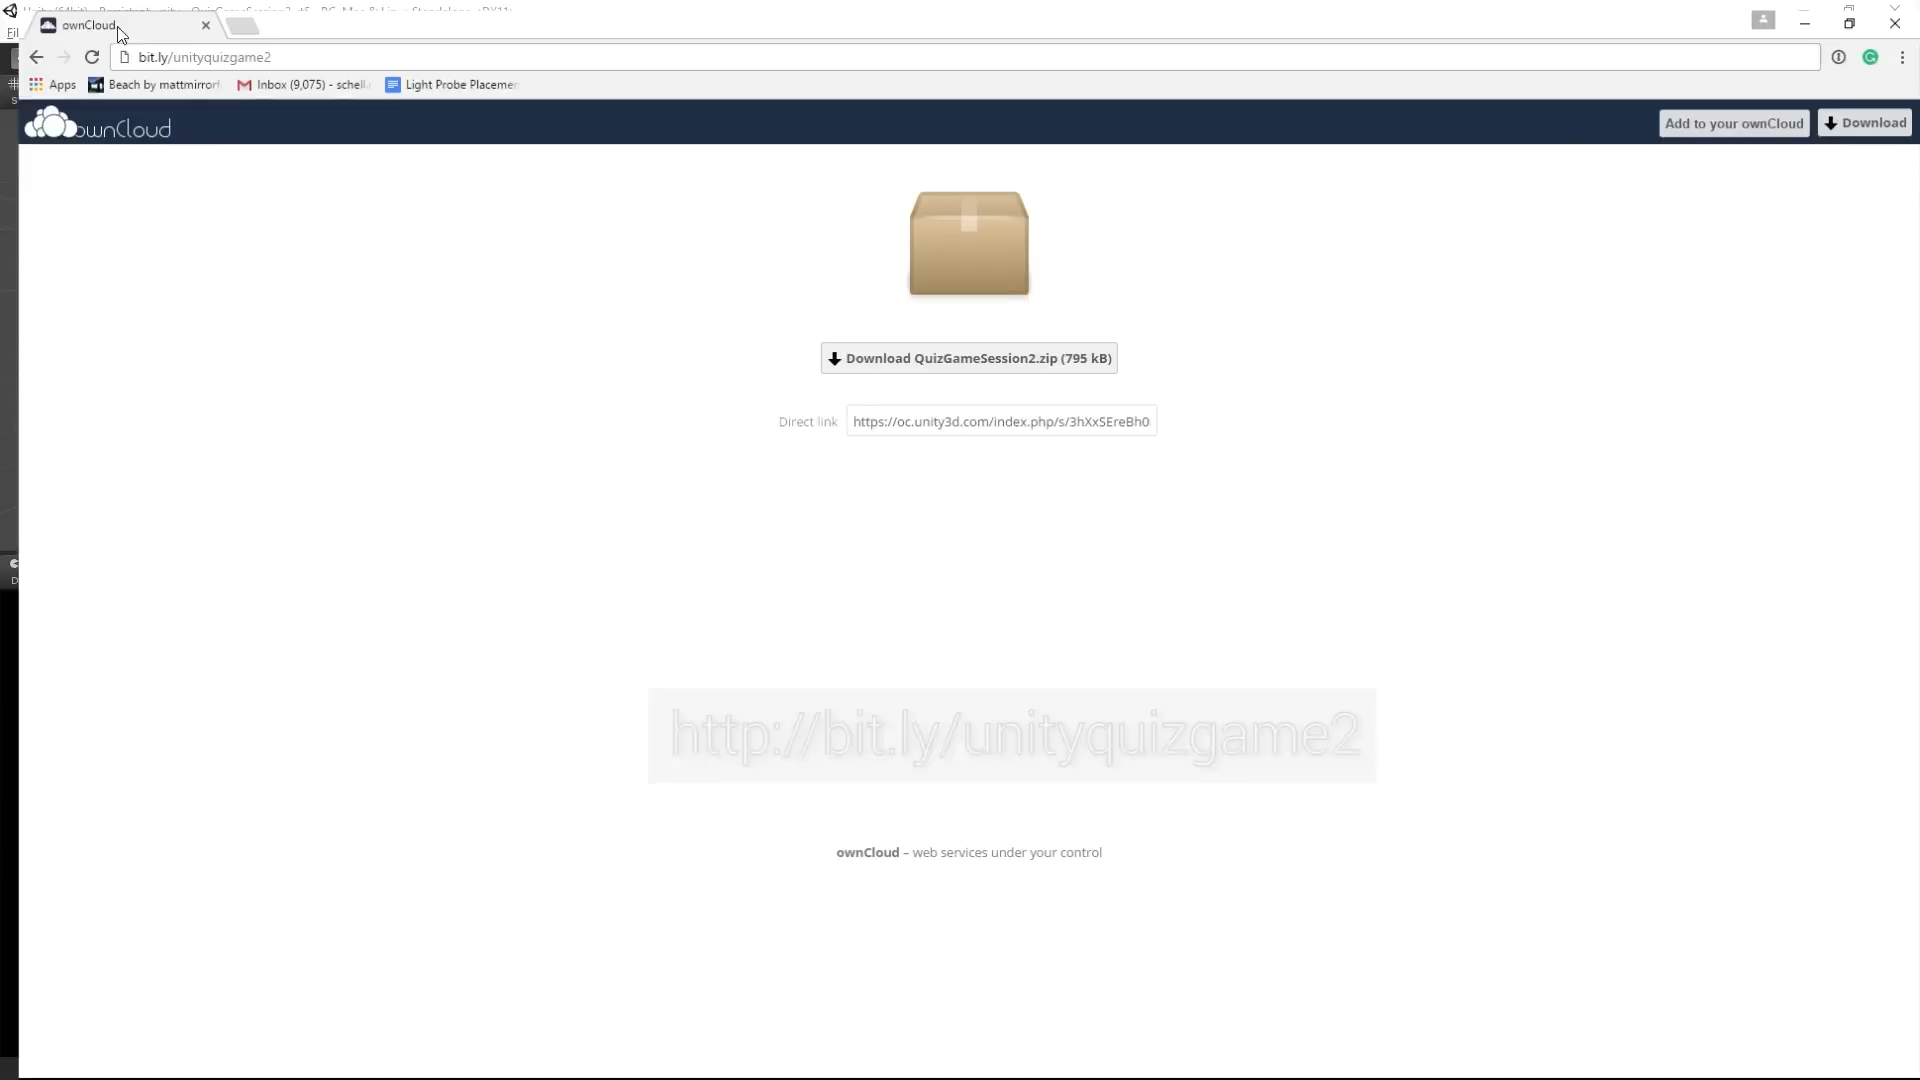 ownCloud
bit.ly/unityquizgame2
Apps
Beach by mattmirrorf
Inbox (9,075) - schell.
Light Probe Placemen
ownCloud
Add to your ownCloud
Download
Download QuizGameSession2.zip (795 kB)
Direct link
https://oc.unity3d.com/index.php/s/3hXxSEreBh0
http://bit.ly/unityquizgame2
ownCloud – web services under your control